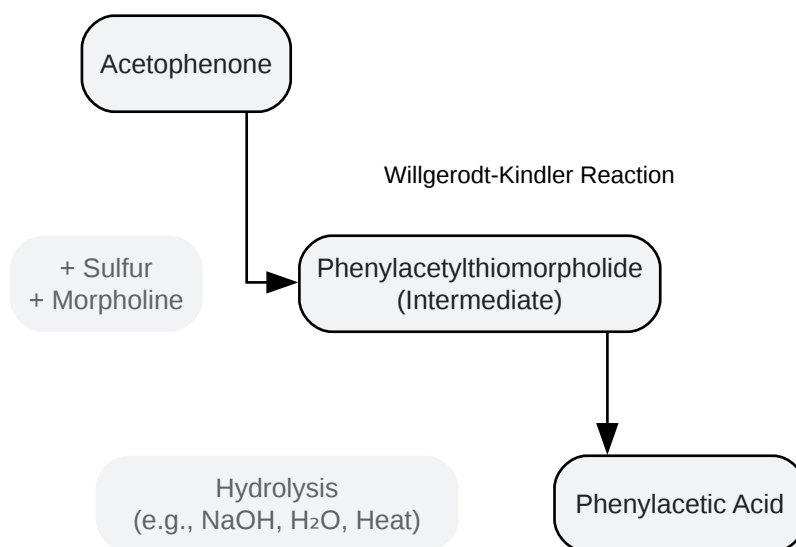 Acetophenone
Willgerodt-Kindler Reaction
+ Sulfur
+ Morpholine
Phenylacetylthiomorpholide
(Intermediate)
Hydrolysis
(e.g., NaOH, H₂O, Heat)
Phenylacetic Acid